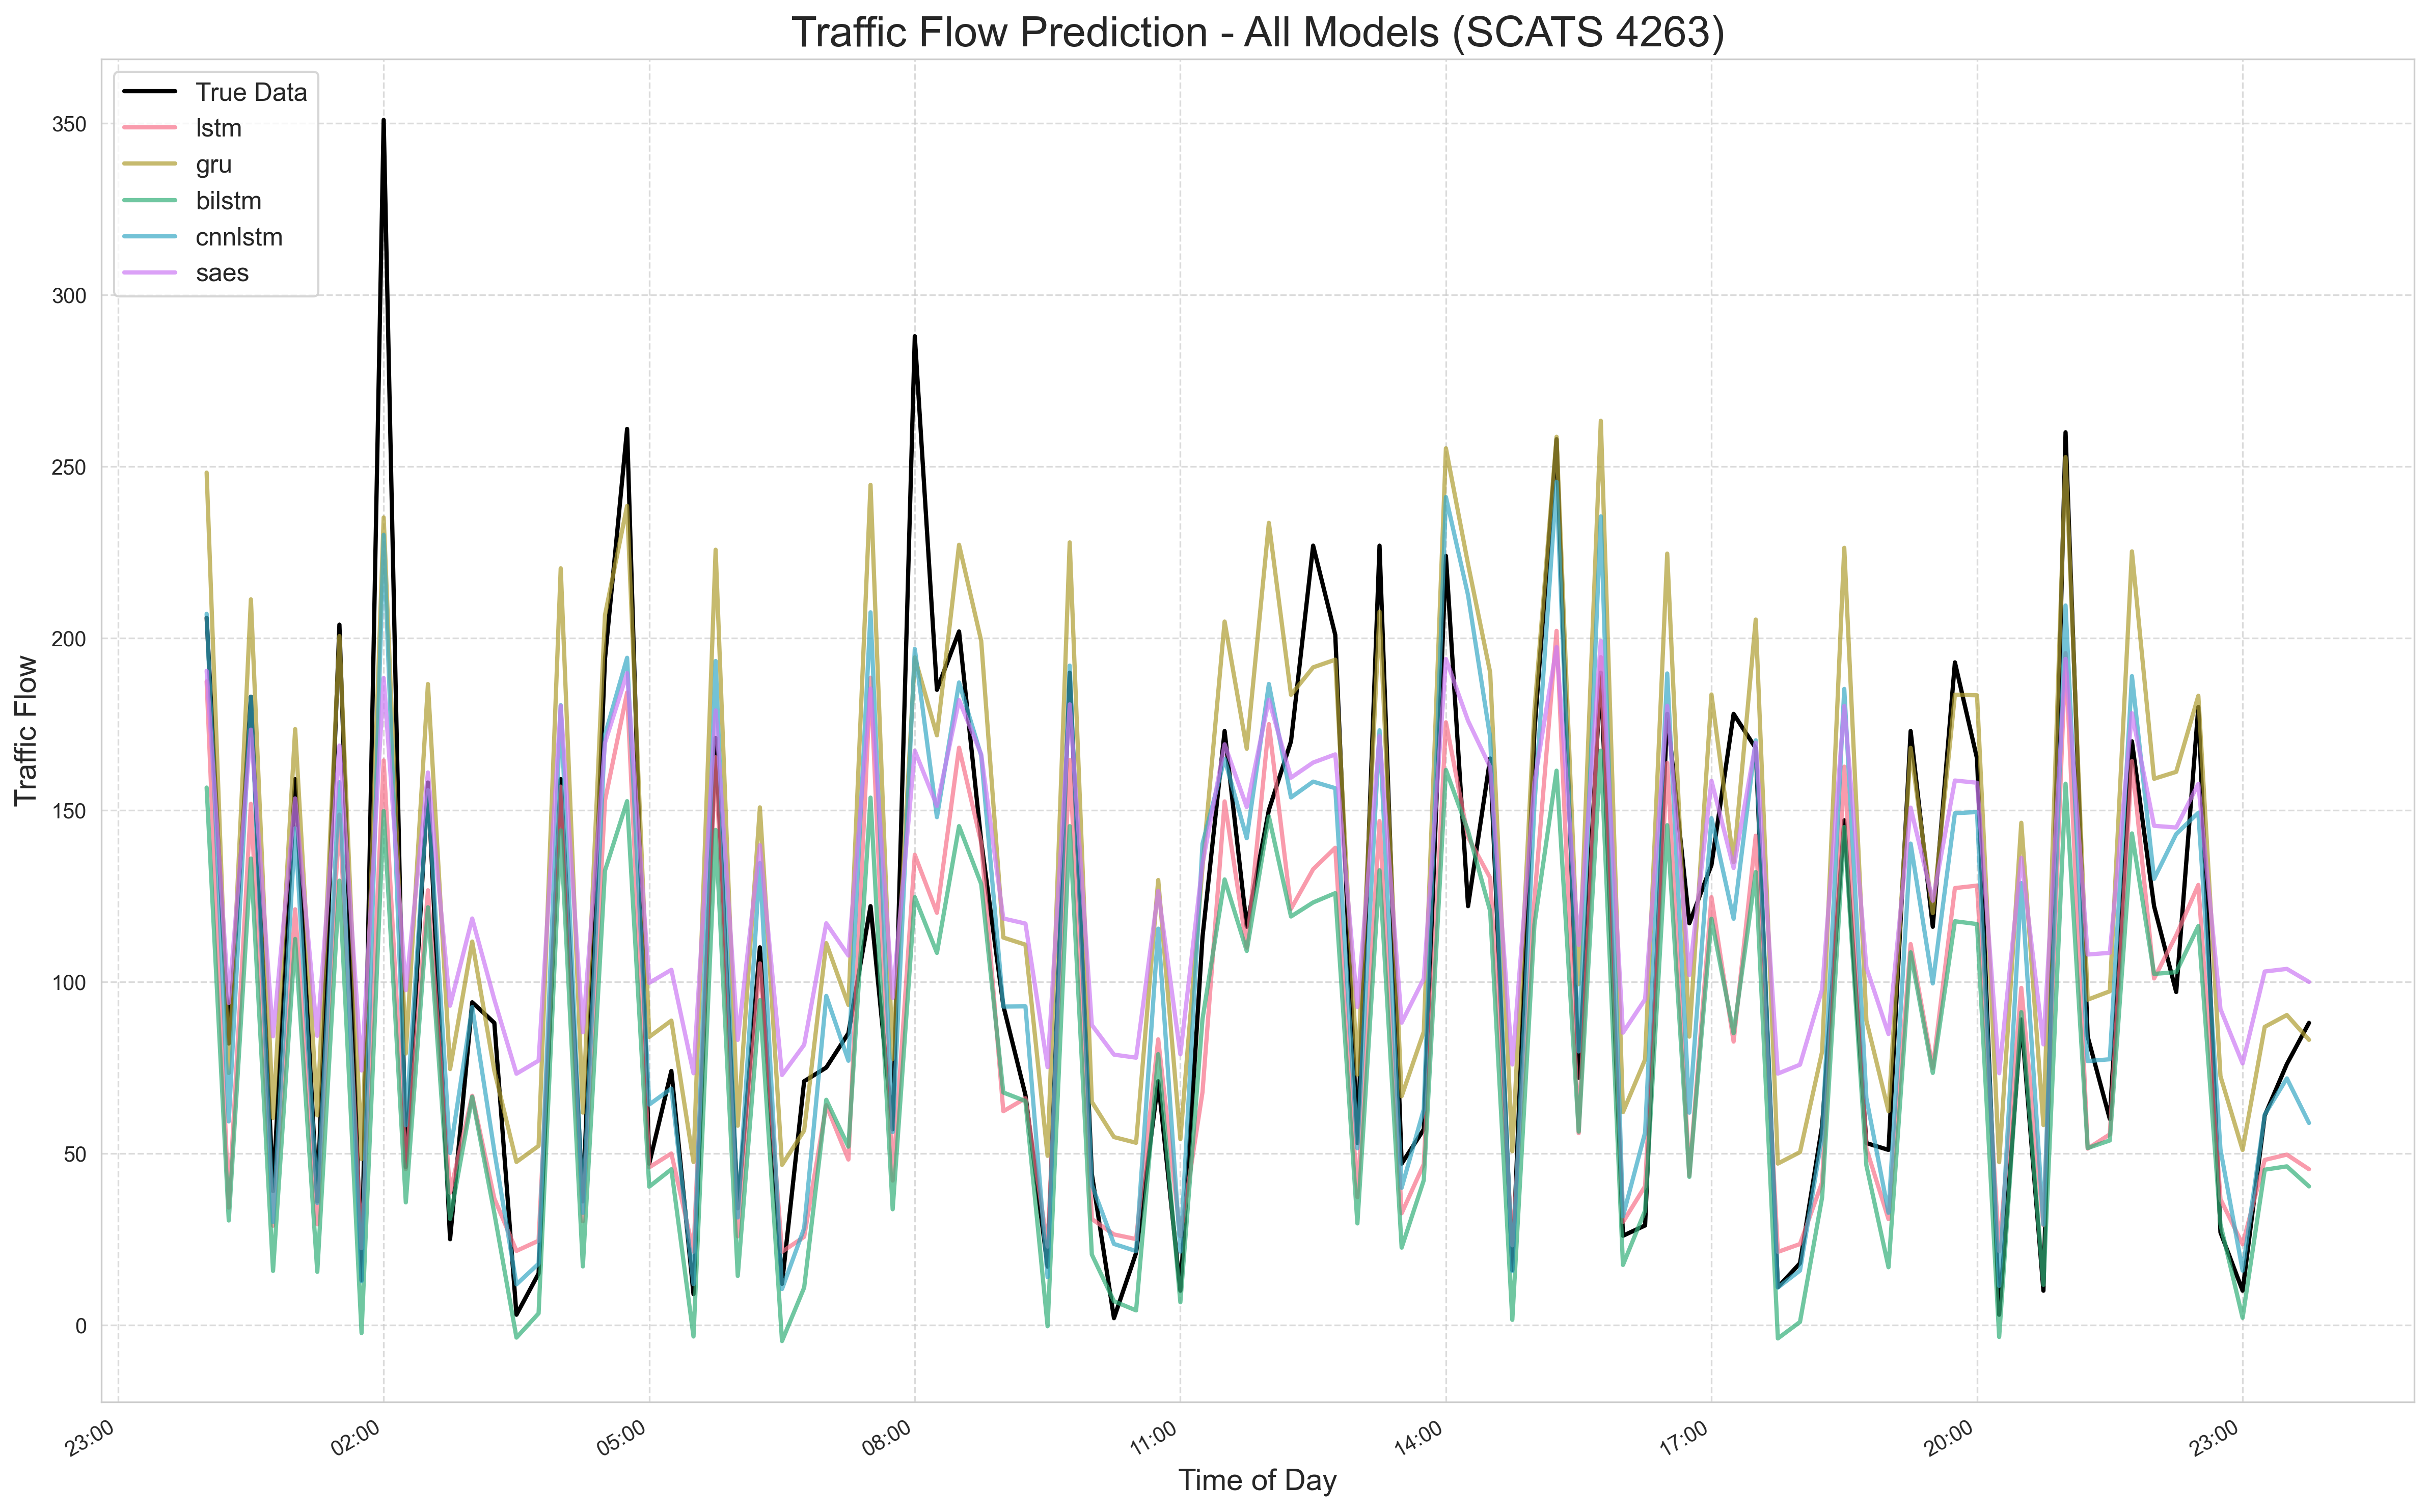 Traffic Flow Prediction - All Models (SCATS 4263)
True Data
lstm
gru
bilstm
cnnlstm
saes
Traffic Flow
350
300
250
200
150
100
50
0
23:00
02:00
05:00
08:00
11:00
14:00
17:00
20:00
23:00
Time of Day